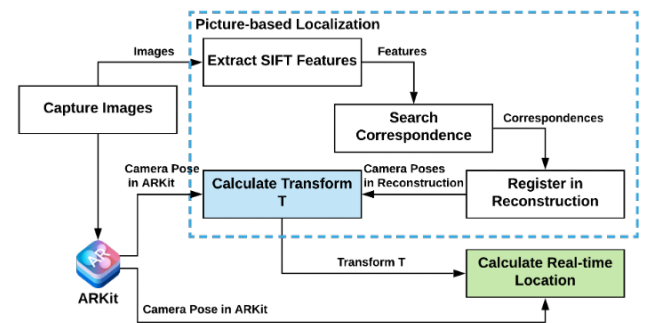 Picture-based Localization
Images
Extract SIFT Features
Features
Capture Images
Search
Correspondence
Correspondences
Camera Pose
in ARKit
Calculate Transform
T
Camera Poses
in Reconstruction
Register in
Reconstruction
AR
ARKit
Transform T
Calculate Real-time
Location
Camera Pose in ARKit